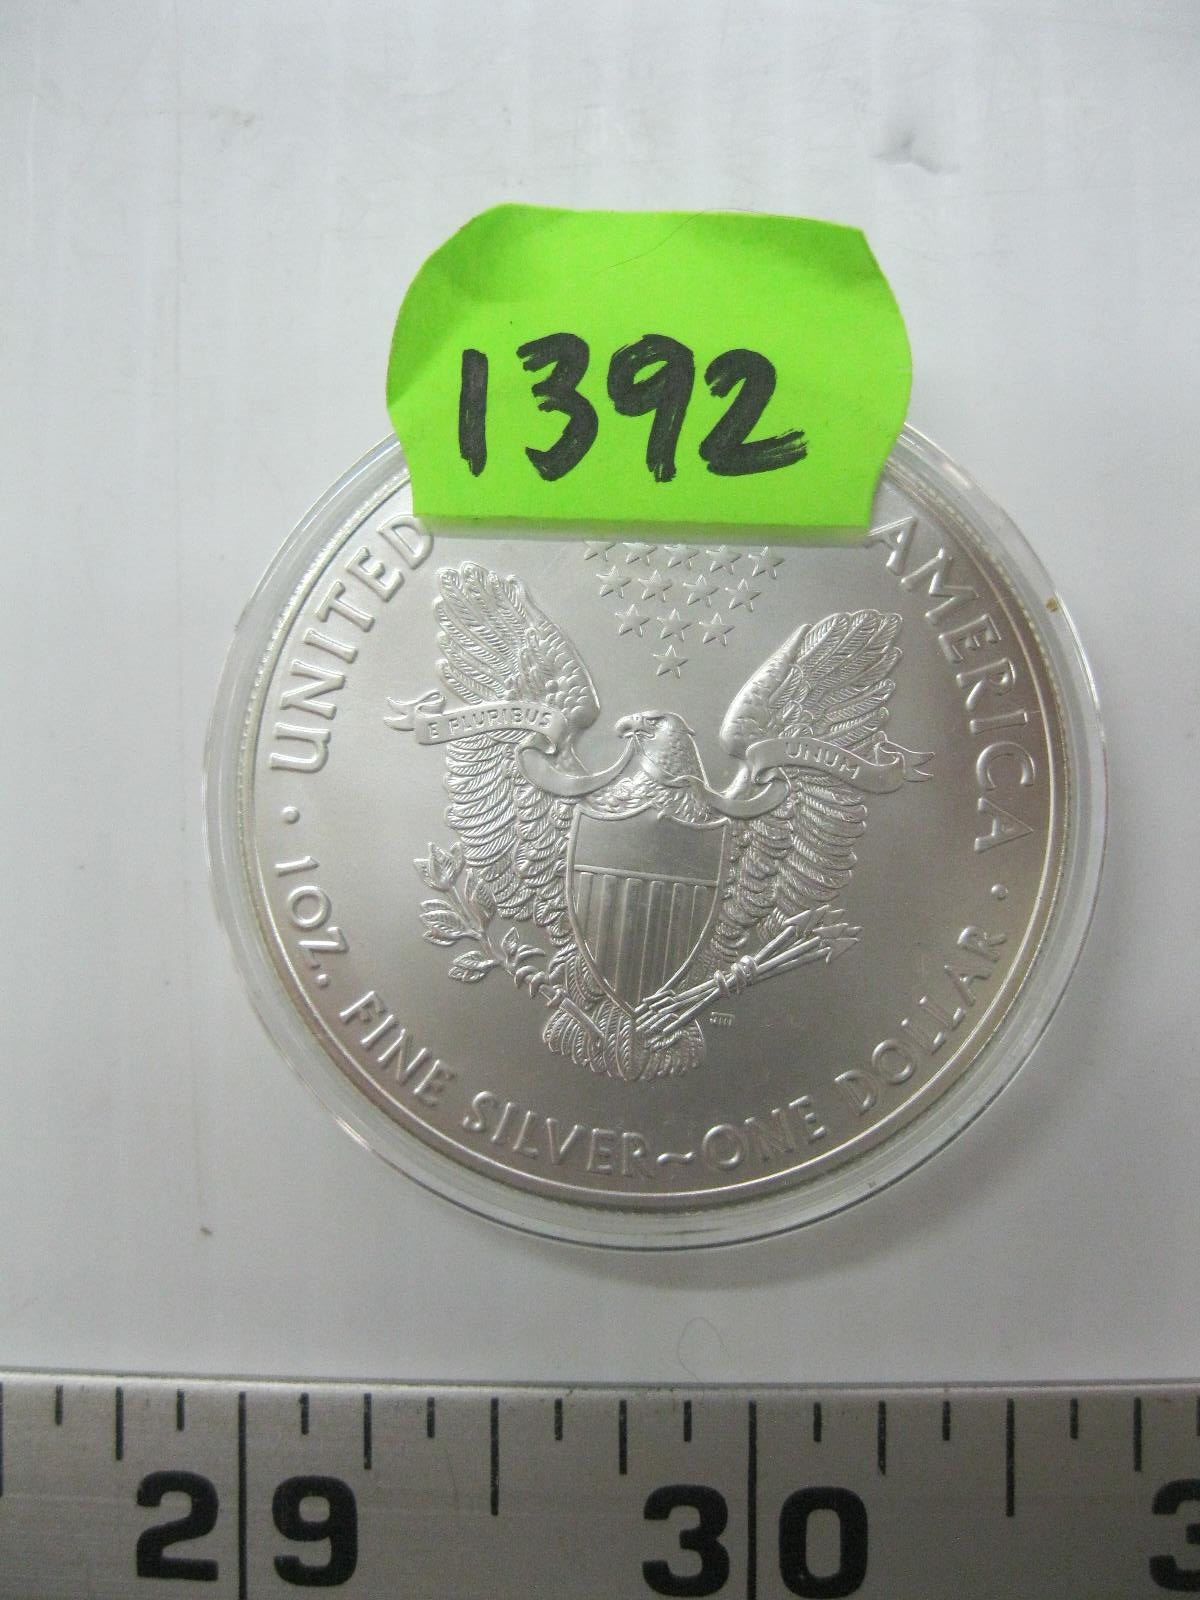 1392
UNITED AMERICA
E PLURIBUS UNUM
· 1 OZ. FINE SILVER~ONE DOLLAR ·
29 30